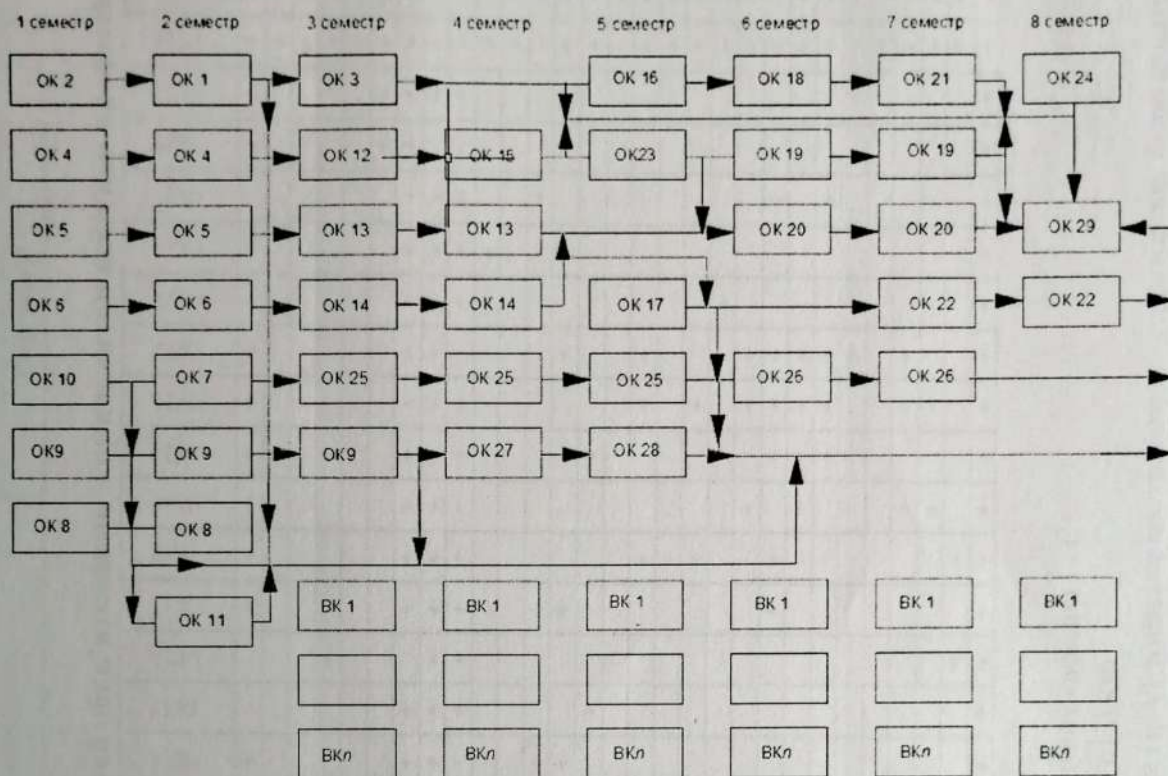 1 семестр 2 семестр 3 семестр 4 семестр 5 семестр 6 семестр 7 семестр 8 семестр
ОК 2 ОК 1 ОК 3 ОК 16 ОК 18 ОК 21 ОК 24
ОК 4 ОК 4 ОК 12 ОК 15 ОК23 ОК 19 ОК 19
ОК 5 ОК 5 ОК 13 ОК 13 ОК 20 ОК 20 ОК 29
ОК 6 ОК 6 ОК 14 ОК 14 ОК 17 ОК 22 ОК 22
ОК 10 ОК 7 ОК 25 ОК 25 ОК 25 ОК 26 ОК 26
ОК9 ОК 9 ОК9 ОК 27 ОК 28
ОК 8 ОК 8
ОК 11 ВК 1 ВК 1 ВК 1 ВК 1 ВК 1 ВК 1
ВКn ВКn ВКn ВКn ВКn ВКn